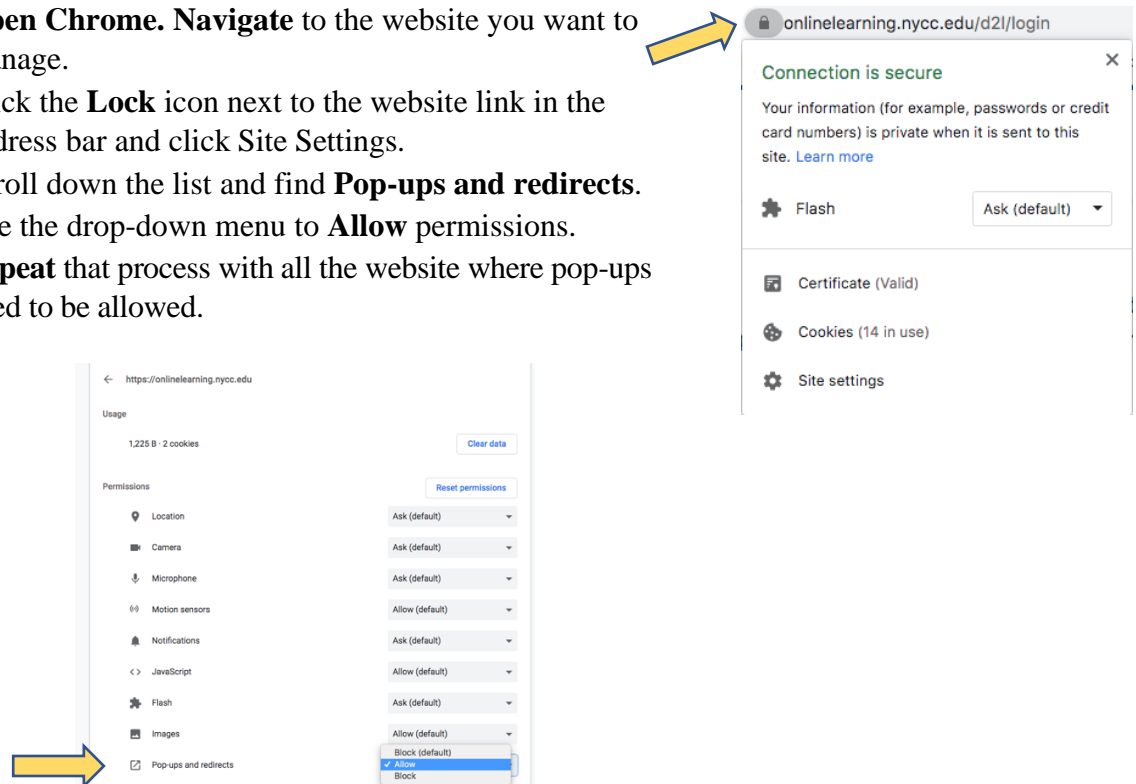 pen Chrome. Navigate to the website you want to
nage.
ick the Lock icon next to the website link in the
dress bar and click Site Settings.
roll down the list and find Pop-ups and redirects.
e the drop-down menu to Allow permissions.
peat that process with all the website where pop-ups
ed to be allowed.
onlinelearning.nycc.edu/d2l/login
Connection is secure
Your information (for example, passwords or credit
card numbers) is private when it is sent to this
site. Learn more
Flash Ask (default)
Certificate (Valid)
Cookies (14 in use)
Site settings
https://onlinelearning.nycc.edu
Usage
1,225 B · 2 cookies Clear data
Permissions Reset permissions
Location Ask (default)
Camera Ask (default)
Microphone Ask (default)
Motion sensors Allow (default)
Notifications Ask (default)
JavaScript Allow (default)
Flash Ask (default)
Images Allow (default)
Block (default)
Pop-ups and redirects Allow
Block